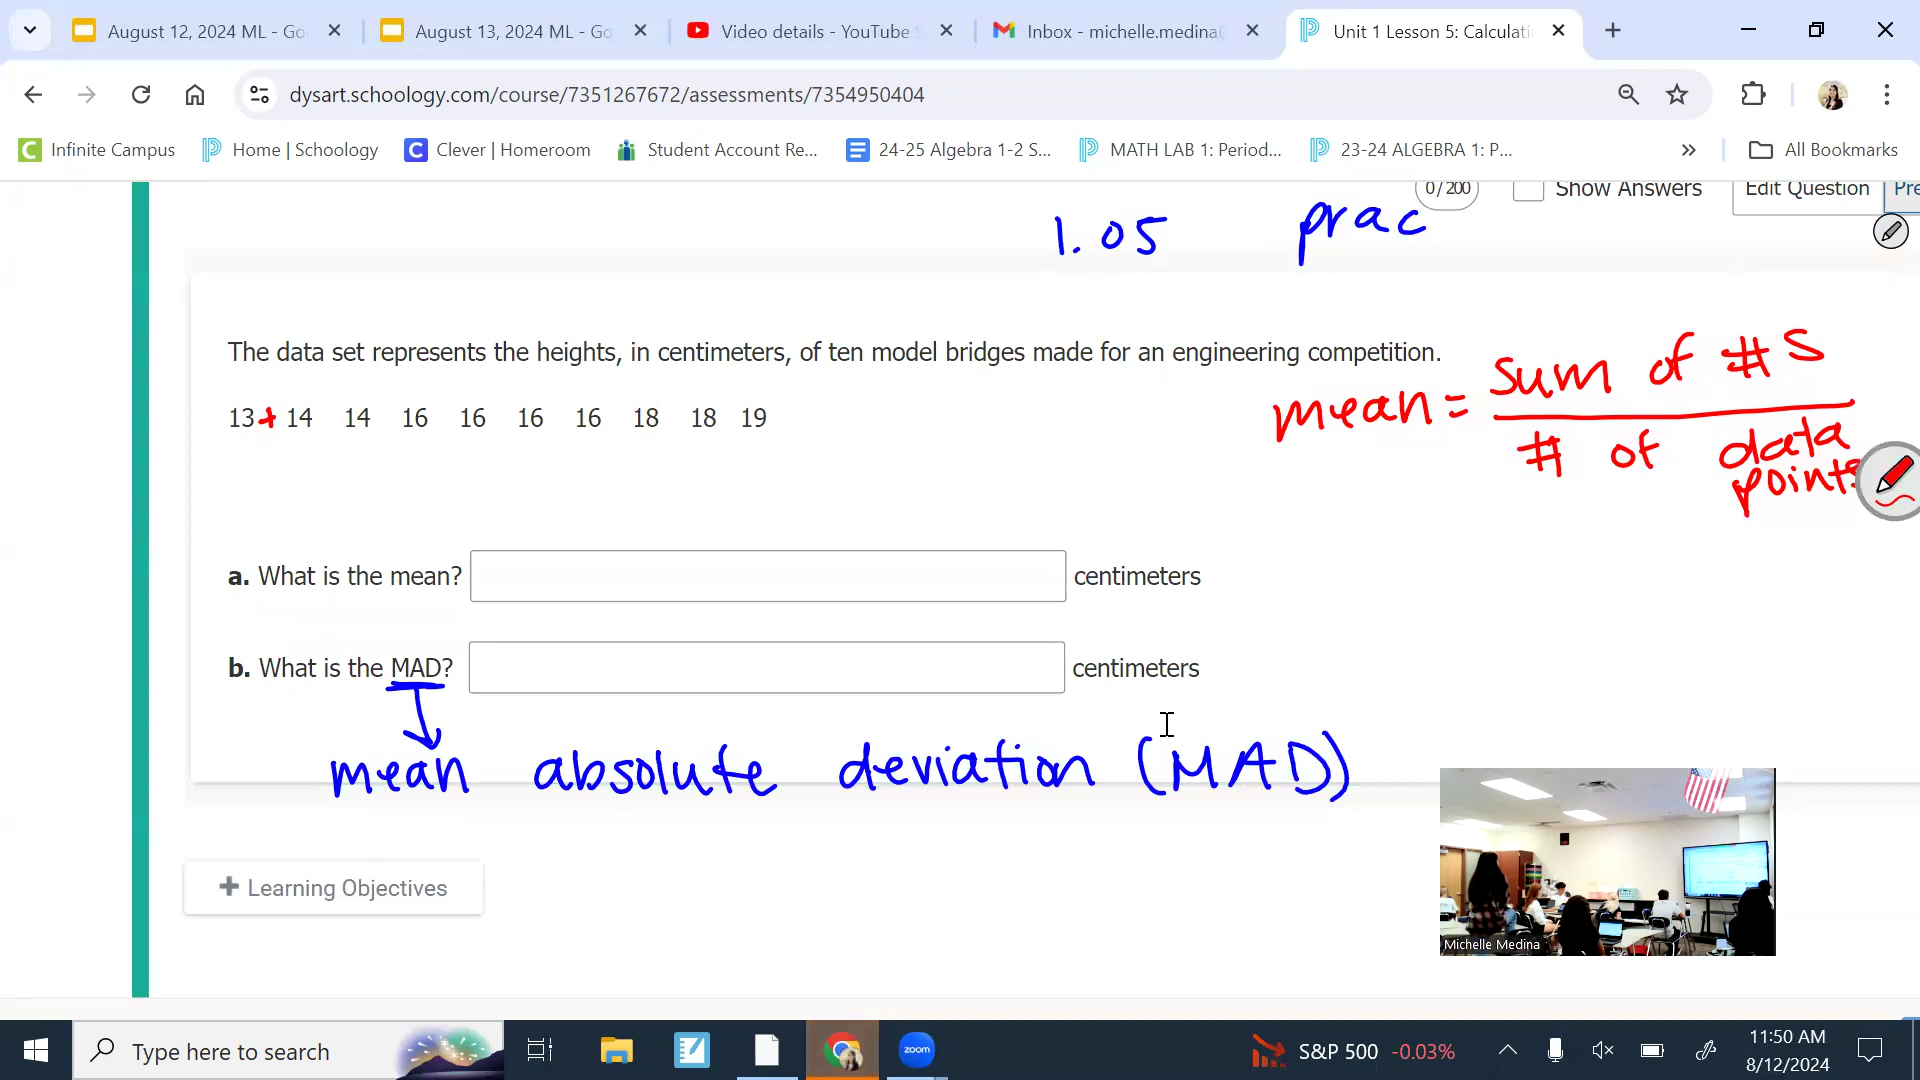 August 12, 2024 ML - Go
August 13, 2024 ML - Go
Video details - YouTube S
Inbox - michelle.medina@
Unit 1 Lesson 5: Calculati
dysart.schoology.com/course/7351267672/assessments/7354950404
Infinite Campus
Home | Schoology
Clever | Homeroom
Student Account Re...
24-25 Algebra 1-2 S...
MATH LAB 1: Period...
23-24 ALGEBRA 1: P...
All Bookmarks
0/200
Show Answers
Edit Question
Pre
1.05 prac
The data set represents the heights, in centimeters, of ten model bridges made for an engineering competition.
13 + 14 14 16 16 16 16 18 18 19
mean = sum of #s
# of data points
a. What is the mean? centimeters
b. What is the MAD? centimeters
mean absolute deviation (MAD)
+ Learning Objectives
Michelle Medina
Type here to search
zoom
S&P 500 -0.03%
11:50 AM
8/12/2024